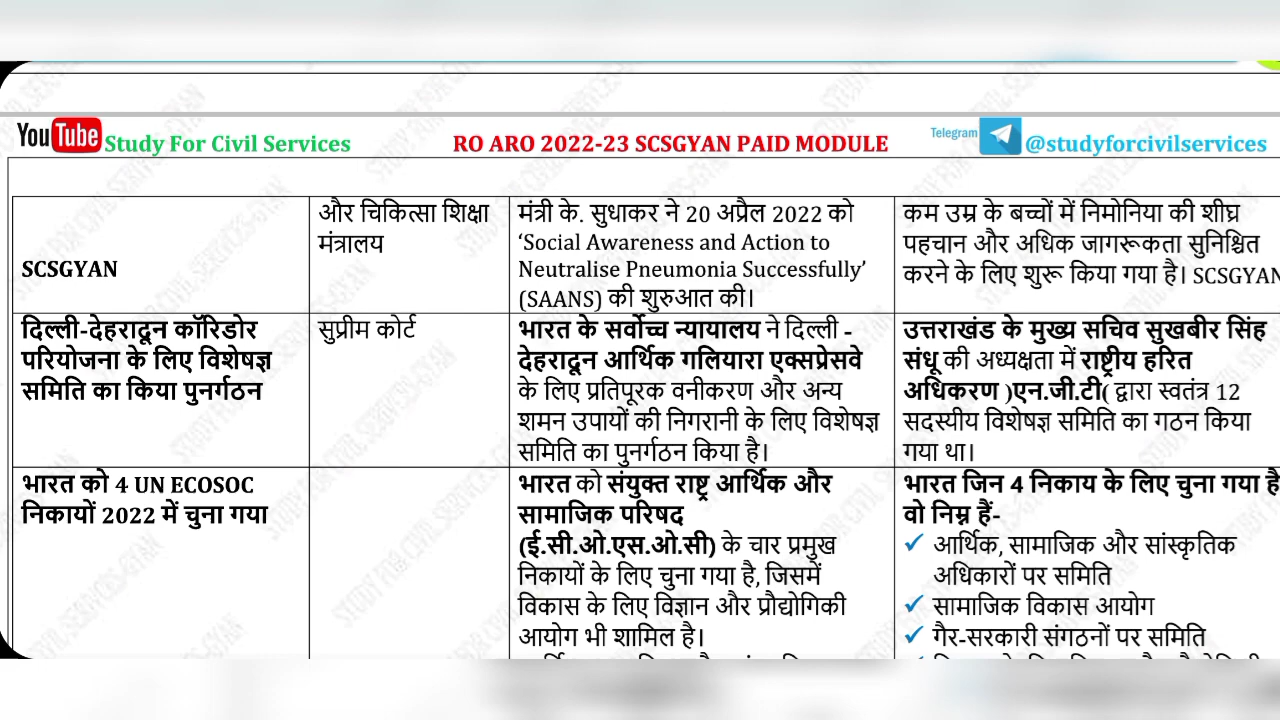 YouTube Study For Civil Services RO ARO 2022-23 SCSGYAN PAID MODULE Telegram @studyforcivilservices
SCSGYAN
और चिकित्सा शिक्षा
मंत्रालय
मंत्री के. सुधाकर ने 20 अप्रैल 2022 को
‘Social Awareness and Action to
Neutralise Pneumonia Successfully’
(SAANS) की शुरुआत की।
कम उम्र के बच्चों में निमोनिया की शीघ्र
पहचान और अधिक जागरूकता सुनिश्चित
करने के लिए शुरू किया गया है। SCSGYAN
दिल्ली-देहरादून कॉरिडोर
परियोजना के लिए विशेषज्ञ
समिति का किया पुनर्गठन
सुप्रीम कोर्ट
भारत के सर्वोच्च न्यायालय ने दिल्ली -
देहरादून आर्थिक गलियारा एक्सप्रेसवे
के लिए प्रतिपूरक वनीकरण और अन्य
शमन उपायों की निगरानी के लिए विशेषज्ञ
समिति का पुनर्गठन किया है।
उत्तराखंड के मुख्य सचिव सुखबीर सिंह
संधू की अध्यक्षता में राष्ट्रीय हरित
अधिकरण )एन.जी.टी( द्वारा स्वतंत्र 12
सदस्यीय विशेषज्ञ समिति का गठन किया
गया था।
भारत को 4 UN ECOSOC
निकायों 2022 में चुना गया
भारत को संयुक्त राष्ट्र आर्थिक और
सामाजिक परिषद
(ई.सी.ओ.एस.ओ.सी) के चार प्रमुख
निकायों के लिए चुना गया है, जिसमें
विकास के लिए विज्ञान और प्रौद्योगिकी
आयोग भी शामिल है।
भारत जिन 4 निकाय के लिए चुना गया है
वो निम्न हैं-
✓ आर्थिक, सामाजिक और सांस्कृतिक
अधिकारों पर समिति
✓ सामाजिक विकास आयोग
✓ गैर-सरकारी संगठनों पर समिति